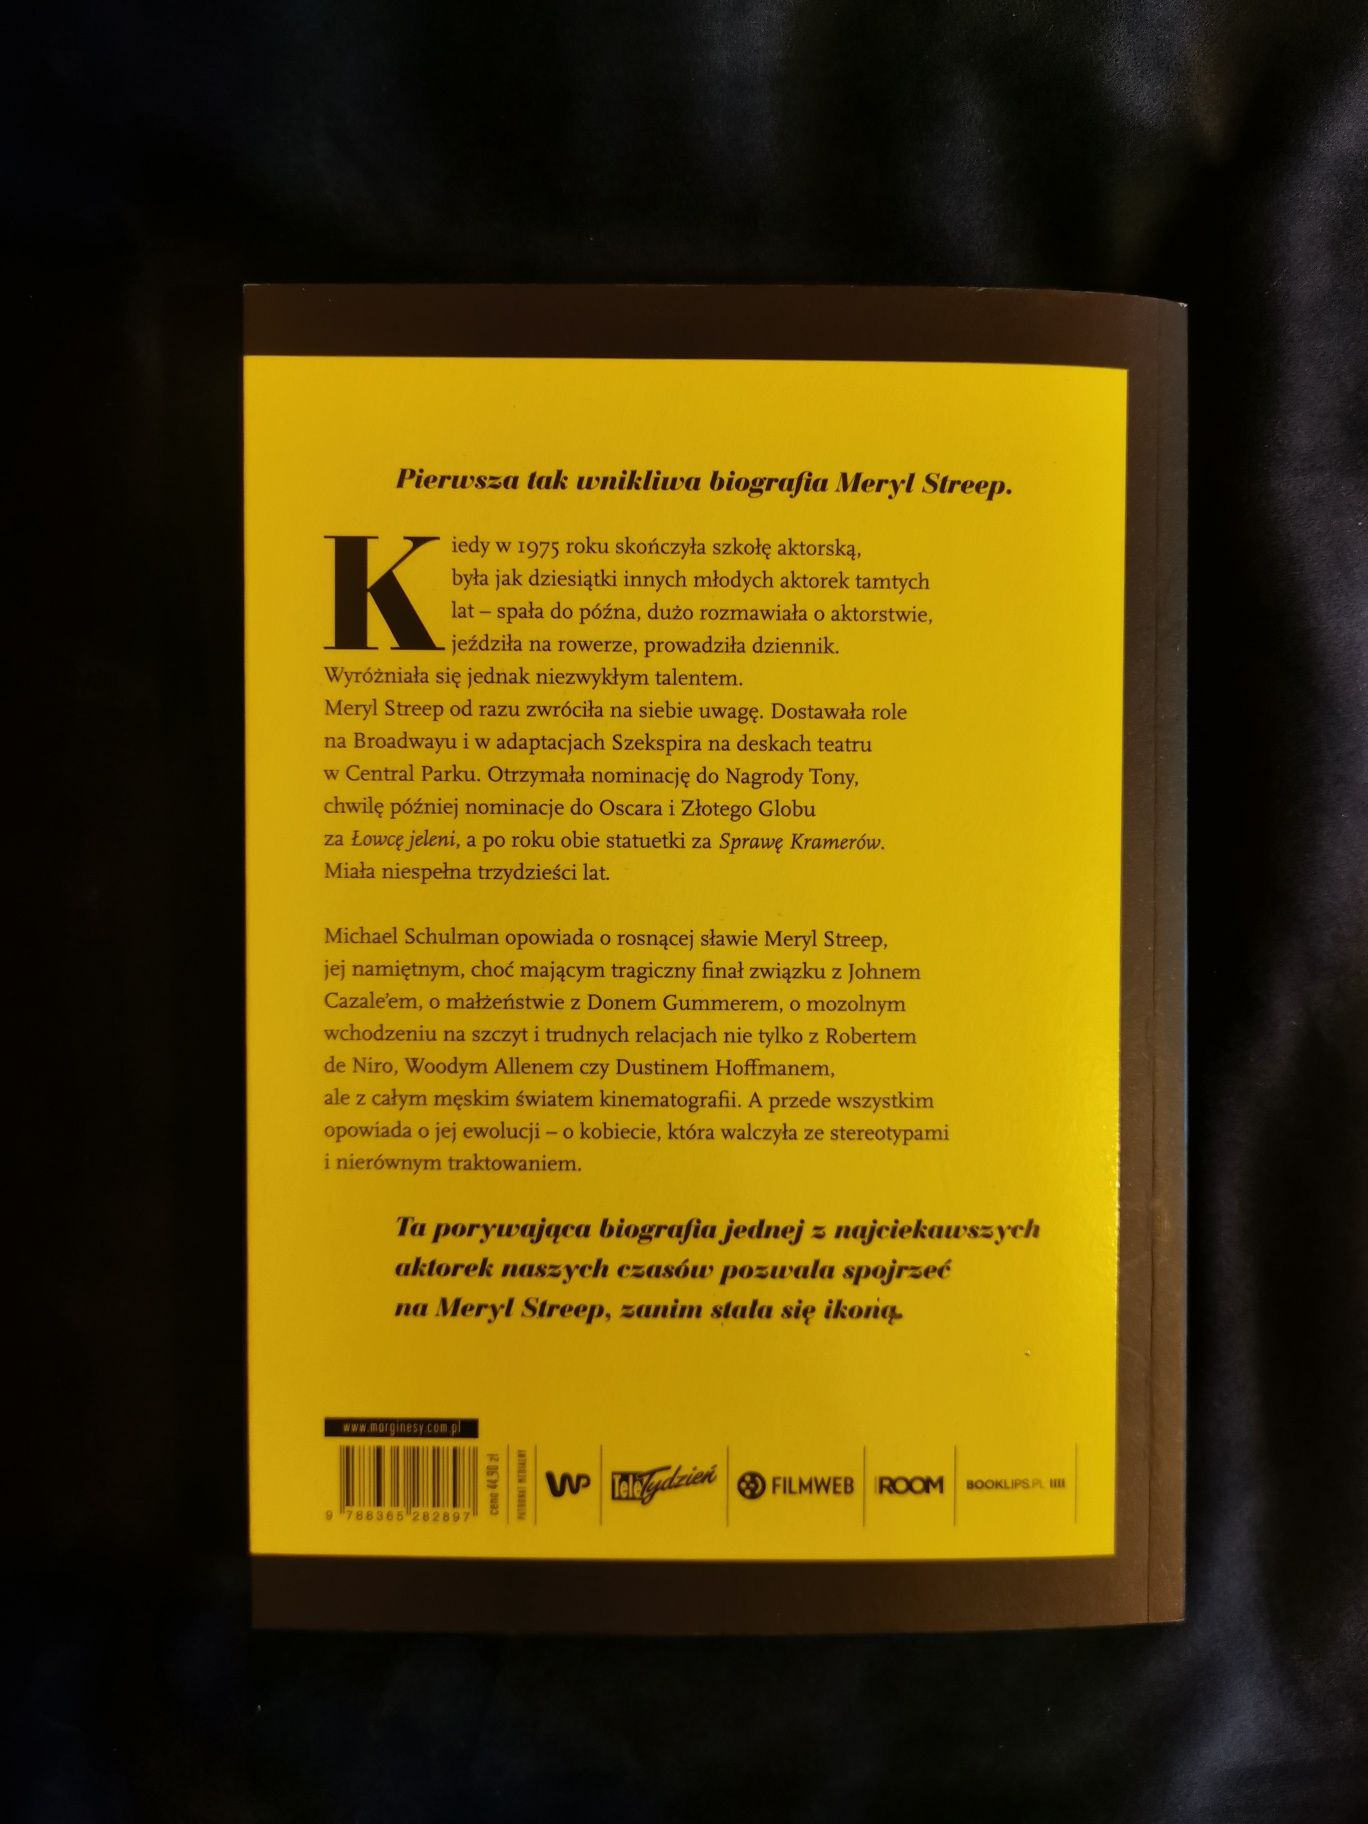 Pierwsza tak wnikliwa biografia Meryl Streep.
Kiedy w 1975 roku skończyła szkołę aktorską,
była jak dziesiątki innych młodych aktorek tamtych
lat – spała do późna, dużo rozmawiała o aktorstwie,
jeździła na rowerze, prowadziła dziennik.
Wyróżniała się jednak niezwykłym talentem.
Meryl Streep od razu zwróciła na siebie uwagę. Dostawała role
na Broadwayu i w adaptacjach Szekspira na deskach teatru
w Central Parku. Otrzymała nominację do Nagrody Tony,
chwilę później nominacje do Oscara i Złotego Globu
za Łowcę jeleni, a po roku obie statuetki za Sprawę Kramerów.
Miała niespełna trzydzieści lat.
Michael Schulman opowiada o rosnącej sławie Meryl Streep,
jej namiętnym, choć mającym tragiczny finał związku z Johnem
Cazale'em, o małżeństwie z Donem Gummerem, o mozolnym
wchodzeniu na szczyt i trudnych relacjach nie tylko z Robertem
de Niro, Woodym Allenem czy Dustinem Hoffmanem,
ale z całym męskim światem kinematografii. A przede wszystkim
opowiada o jej ewolucji – o kobiecie, która walczyła ze stereotypami
i nierównym traktowaniem.
Ta porywająca biografia jednej z najciekawszych
aktorek naszych czasów pozwala spojrzeć
na Meryl Streep, zanim stała się ikoną.
www.marginesy.com.pl
9 788365 282897
cena 44,90 zł
PATRONAT MEDIALNY
WP
Tele Tydzień
FILMWEB
ROOM
BOOKLIPS.PL